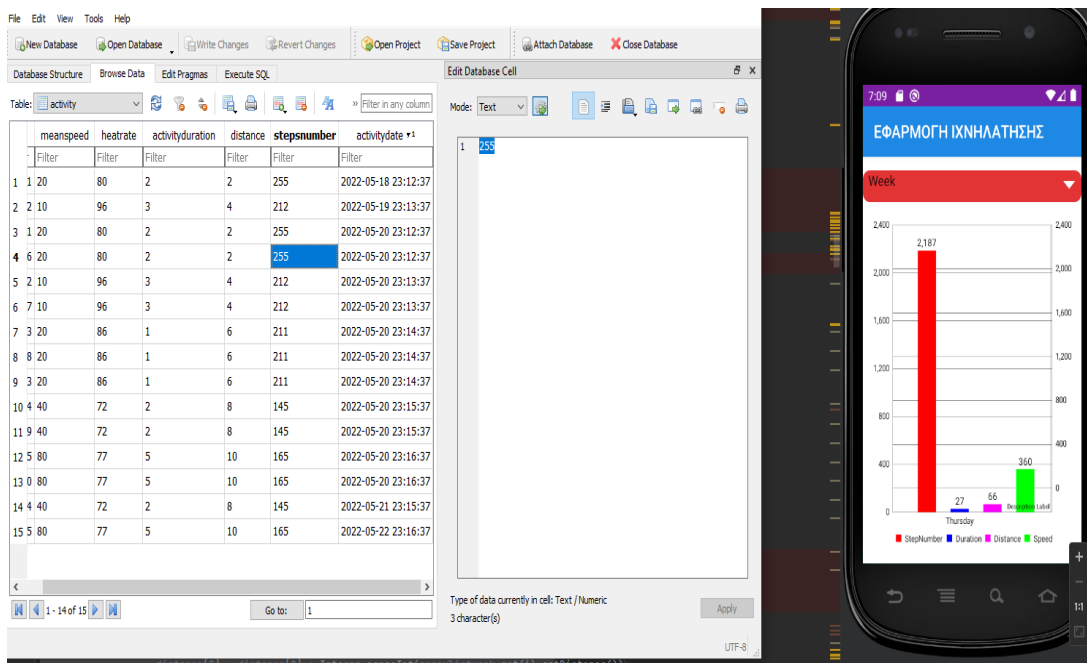 File Edit View Tools Help
New Database Open Database Write Changes Revert Changes Open Project Save Project Attach Database Close Database
Database Structure Browse Data Edit Pragmas Execute SQL
Table: activity » Filter in any column
meanspeed heatrate activityduration distance stepsnumber activitydate ▾1
Filter Filter Filter Filter Filter Filter
1 1 20 80 2 2 255 2022-05-18 23:12:37
2 2 10 96 3 4 212 2022-05-19 23:13:37
3 1 20 80 2 2 255 2022-05-20 23:12:37
4 6 20 80 2 2 255 2022-05-20 23:12:37
5 2 10 96 3 4 212 2022-05-20 23:13:37
6 7 10 96 3 4 212 2022-05-20 23:13:37
7 3 20 86 1 6 211 2022-05-20 23:14:37
8 8 20 86 1 6 211 2022-05-20 23:14:37
9 3 20 86 1 6 211 2022-05-20 23:14:37
10 4 40 72 2 8 145 2022-05-20 23:15:37
11 9 40 72 2 8 145 2022-05-20 23:15:37
12 5 80 77 5 10 165 2022-05-20 23:16:37
13 0 80 77 5 10 165 2022-05-20 23:16:37
14 4 40 72 2 8 145 2022-05-21 23:15:37
15 5 80 77 5 10 165 2022-05-22 23:16:37
1 - 14 of 15 Go to: 1
Edit Database Cell
Mode: Text
1 255
Type of data currently in cell: Text / Numeric
3 character(s)
Apply
UTF-8
7:09
ΕΦΑΡΜΟΓΗ ΙΧΝΗΛΑΤΗΣΗΣ
Week
2,400 2,400
2,187
2,000 2,000
1,600 1,600
1,200 1,200
800 800
400 400
360
0 0
27 66
Description Label
Thursday
StepNumber Duration Distance Speed
1:1